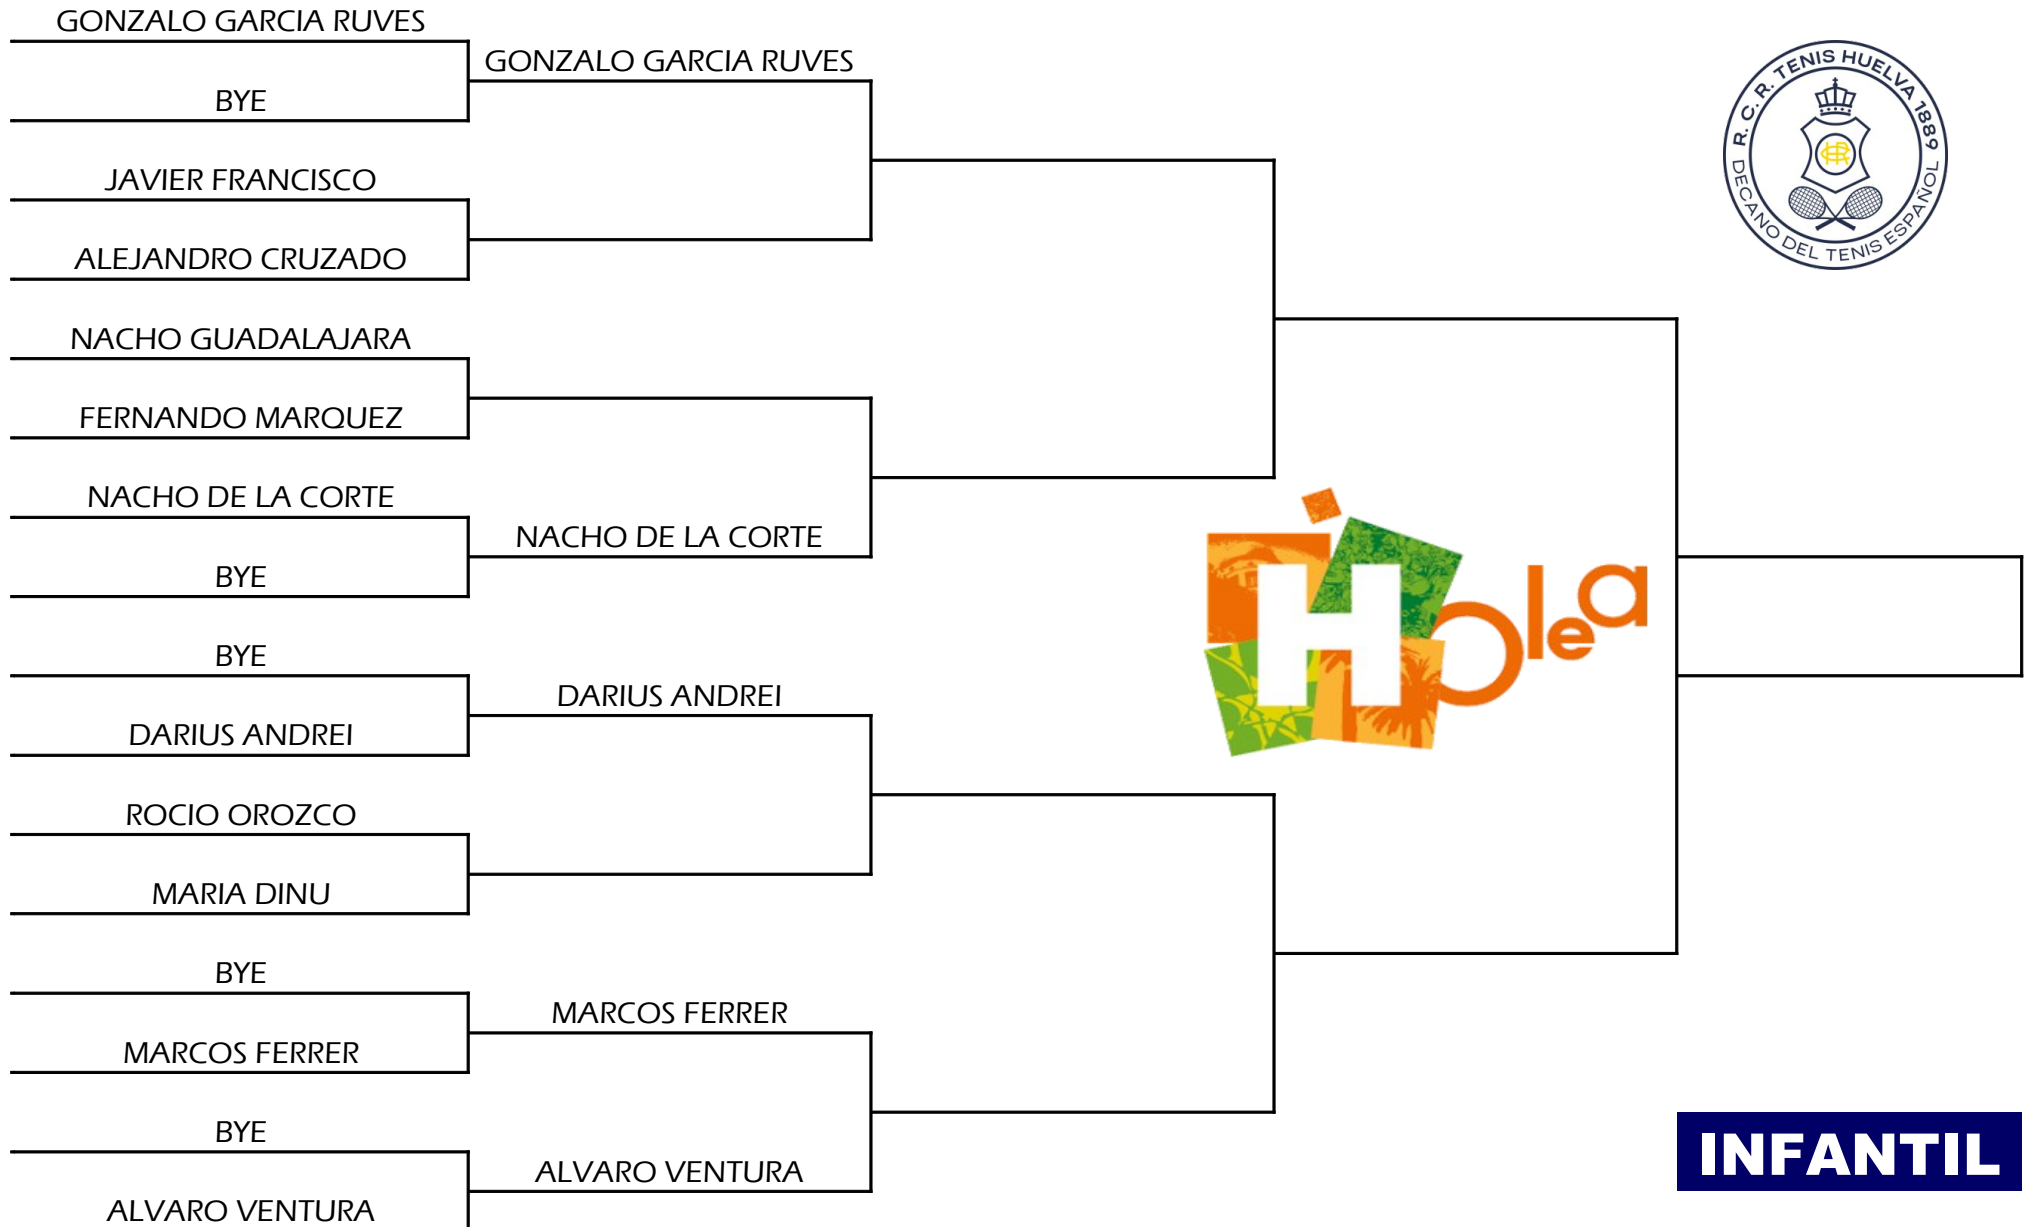 GONZALO GARCIA RUVES
BYE
JAVIER FRANCISCO
ALEJANDRO CRUZADO
NACHO GUADALAJARA
FERNANDO MARQUEZ
NACHO DE LA CORTE
BYE
BYE
DARIUS ANDREI
ROCIO OROZCO
MARIA DINU
BYE
MARCOS FERRER
BYE
ALVARO VENTURA
GONZALO GARCIA RUVES
NACHO DE LA CORTE
DARIUS ANDREI
MARCOS FERRER
ALVARO VENTURA
Holea
R. C. R. TENIS HUELVA 1889
DECANO DEL TENIS ESPAÑOL
INFANTIL